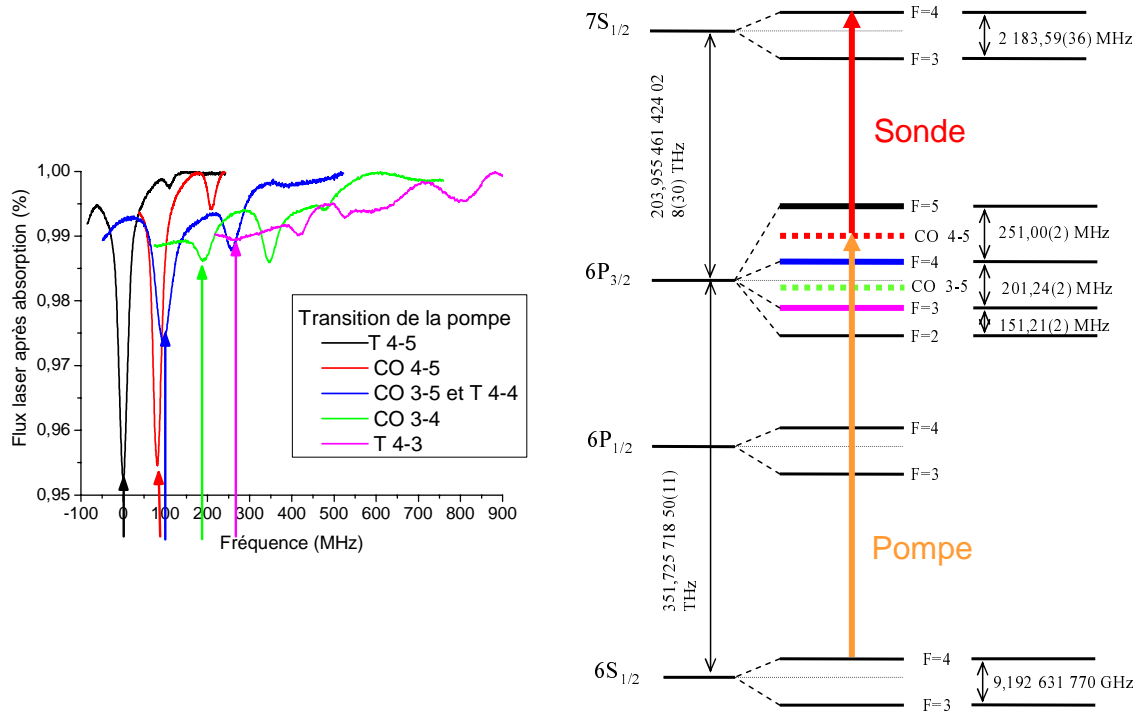 1,00
0,99
0,98
0,97
0,96
0,95
Flux laser après absorption (%)
-100 0 100 200 300 400 500 600 700 800 900
Fréquence (MHz)
Transition de la pompe
T 4-5
CO 4-5
CO 3-5 et T 4-4
CO 3-4
T 4-3
7S1/2
F=4
F=3
2 183,59(36) MHz
203,955 461 424 02
8(30) THz
Sonde
6P3/2
F=5
CO 4-5
F=4
CO 3-5
F=3
F=2
251,00(2) MHz
201,24(2) MHz
151,21(2) MHz
6P1/2
F=4
F=3
351,725 718 50(11)
THz
Pompe
6S1/2
F=4
F=3
9,192 631 770 GHz